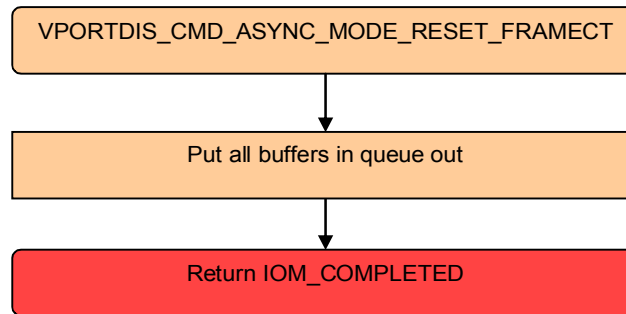 VPORTDIS_CMD_ASYNC_MODE_RESET_FRAMECT
Put all buffers in queue out
Return IOM_COMPLETED